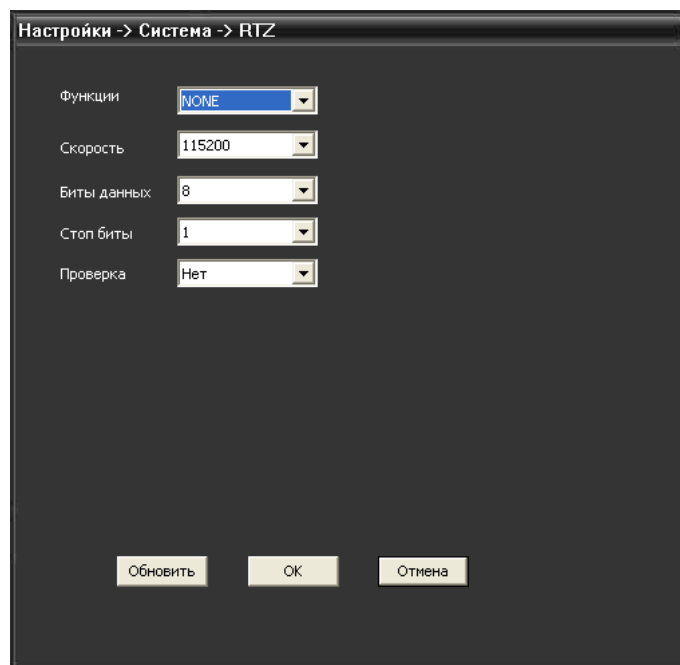 Настройки -> Система -> RTZ
Функции NONE
Скорость 115200
Биты данных 8
Стоп биты 1
Проверка Нет
Обновить OK Отмена